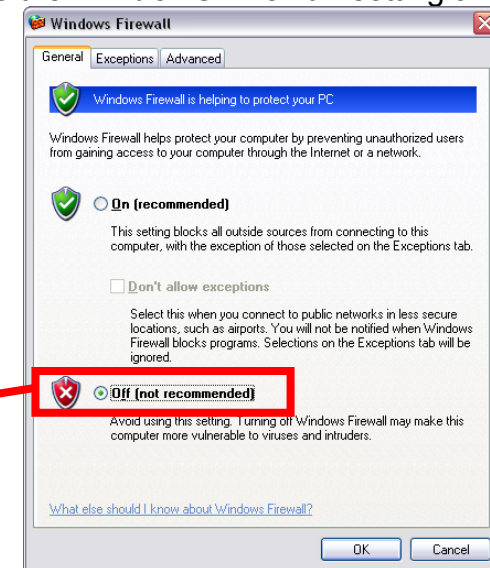 Windows Firewall
General Exceptions Advanced
Windows Firewall is helping to protect your PC
Windows Firewall helps protect your computer by preventing unauthorized users
from gaining access to your computer through the Internet or a network.
On (recommended)
This setting blocks all outside sources from connecting to this
computer, with the exception of those selected on the Exceptions tab.
Don't allow exceptions
Select this when you connect to public networks in less secure
locations, such as airports. You will not be notified when Windows
Firewall blocks programs. Selections on the Exceptions tab will be
ignored.
Off (not recommended)
Avoid using this setting. Turning off Windows Firewall may make this
computer more vulnerable to viruses and intruders.
What else should I know about Windows Firewall?
OK Cancel